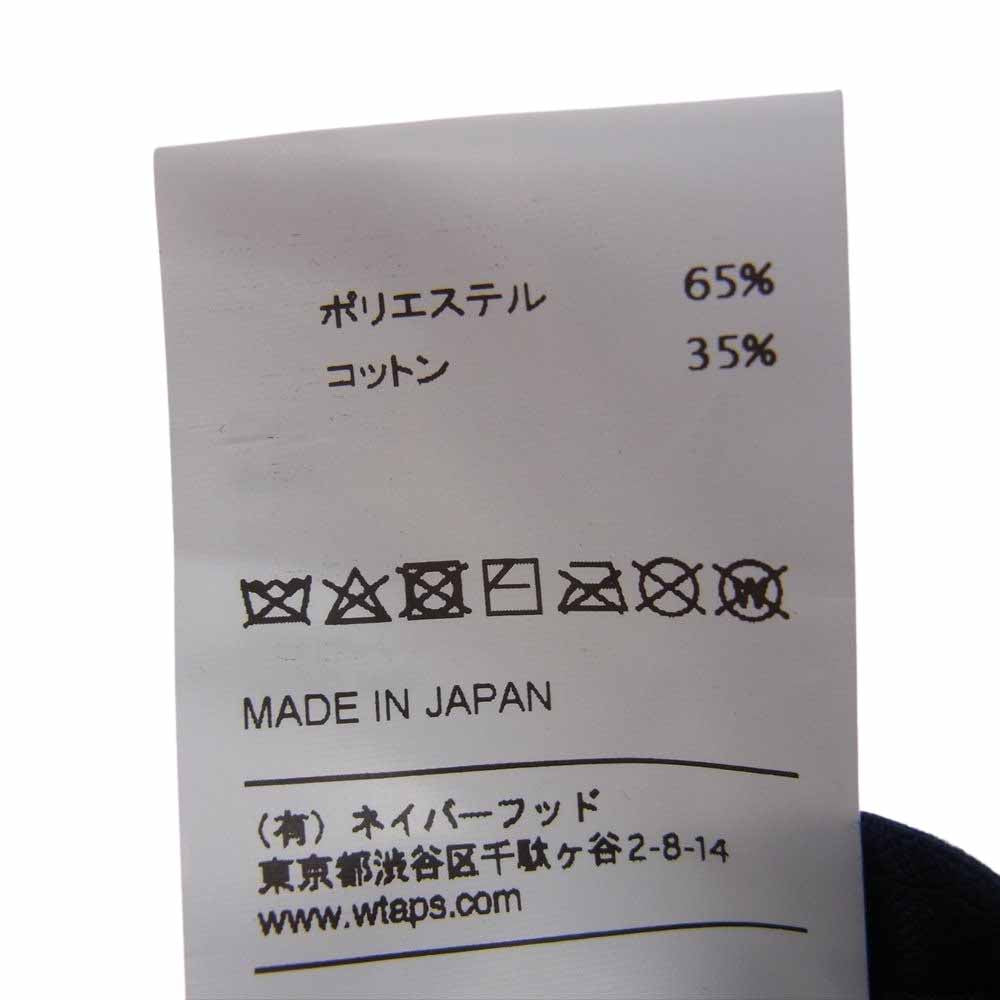 ポリエステル 65%
コットン 35%
W
MADE IN JAPAN
(有) ネイバーフッド
東京都渋谷区千駄ヶ谷2-8-14
www.wtaps.com